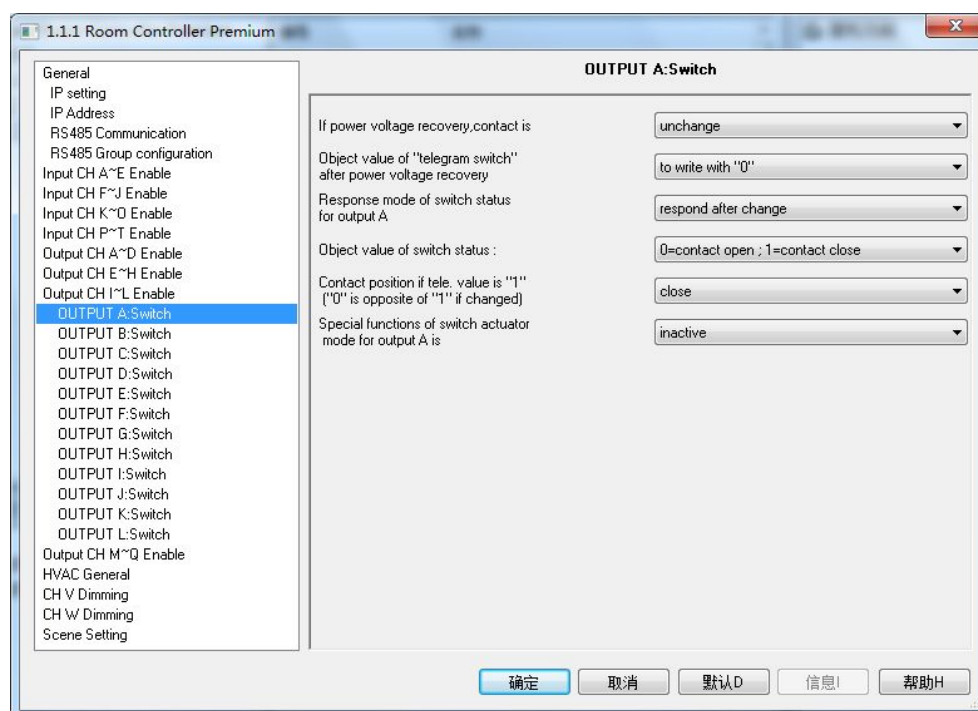 1.1.1 Room Controller Premium
General
IP setting
IP Address
RS485 Communication
RS485 Group configuration
Input CH A~E Enable
Input CH F~J Enable
Input CH K~O Enable
Input CH P~T Enable
Output CH A~D Enable
Output CH E~H Enable
Output CH I~L Enable
OUTPUT A:Switch
OUTPUT B:Switch
OUTPUT C:Switch
OUTPUT D:Switch
OUTPUT E:Switch
OUTPUT F:Switch
OUTPUT G:Switch
OUTPUT H:Switch
OUTPUT I:Switch
OUTPUT J:Switch
OUTPUT K:Switch
OUTPUT L:Switch
Output CH M~Q Enable
HVAC General
CH V Dimming
CH W Dimming
Scene Setting
OUTPUT A:Switch
If power voltage recovery,contact is
unchange
Object value of "telegram switch"
after power voltage recovery
to write with "0"
Response mode of switch status
for output A
respond after change
Object value of switch status :
0=contact open ; 1=contact close
Contact position if tele. value is "1"
("0" is opposite of "1" if changed)
close
Special functions of switch actuator
mode for output A is
inactive
确定
取消
默认D
信息I
帮助H